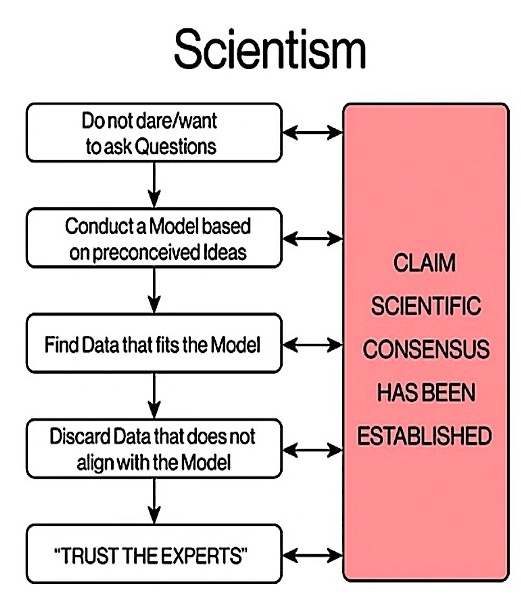 Scientism
Do not dare/want
to ask Questions
Conduct a Model based
on preconceived Ideas
Find Data that fits the Model
Discard Data that does not
align with the Model
"TRUST THE EXPERTS"
CLAIM
SCIENTIFIC
CONSENSUS
HAS BEEN
ESTABLISHED